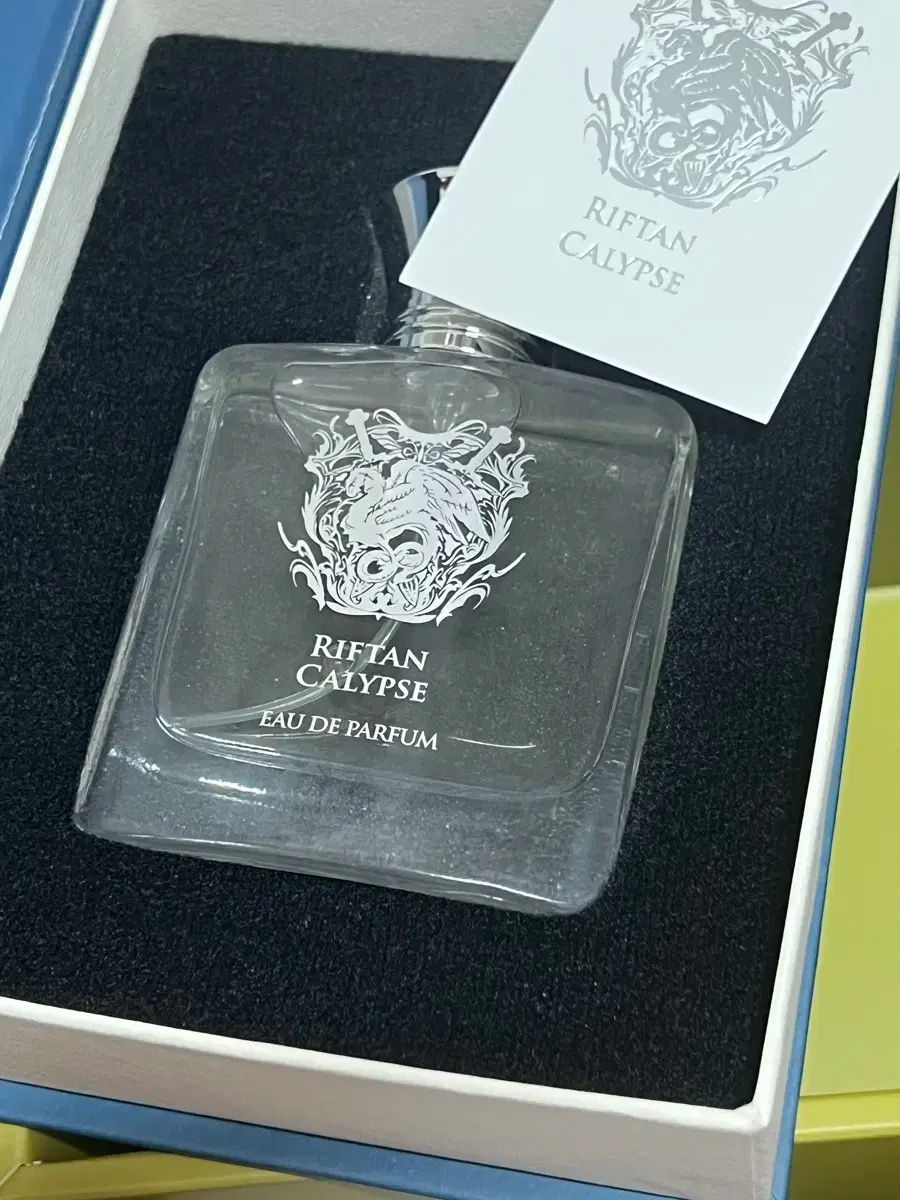 RIFTAN
CALYPSE
RIFTAN
CALYPSE
EAU DE PARFUM